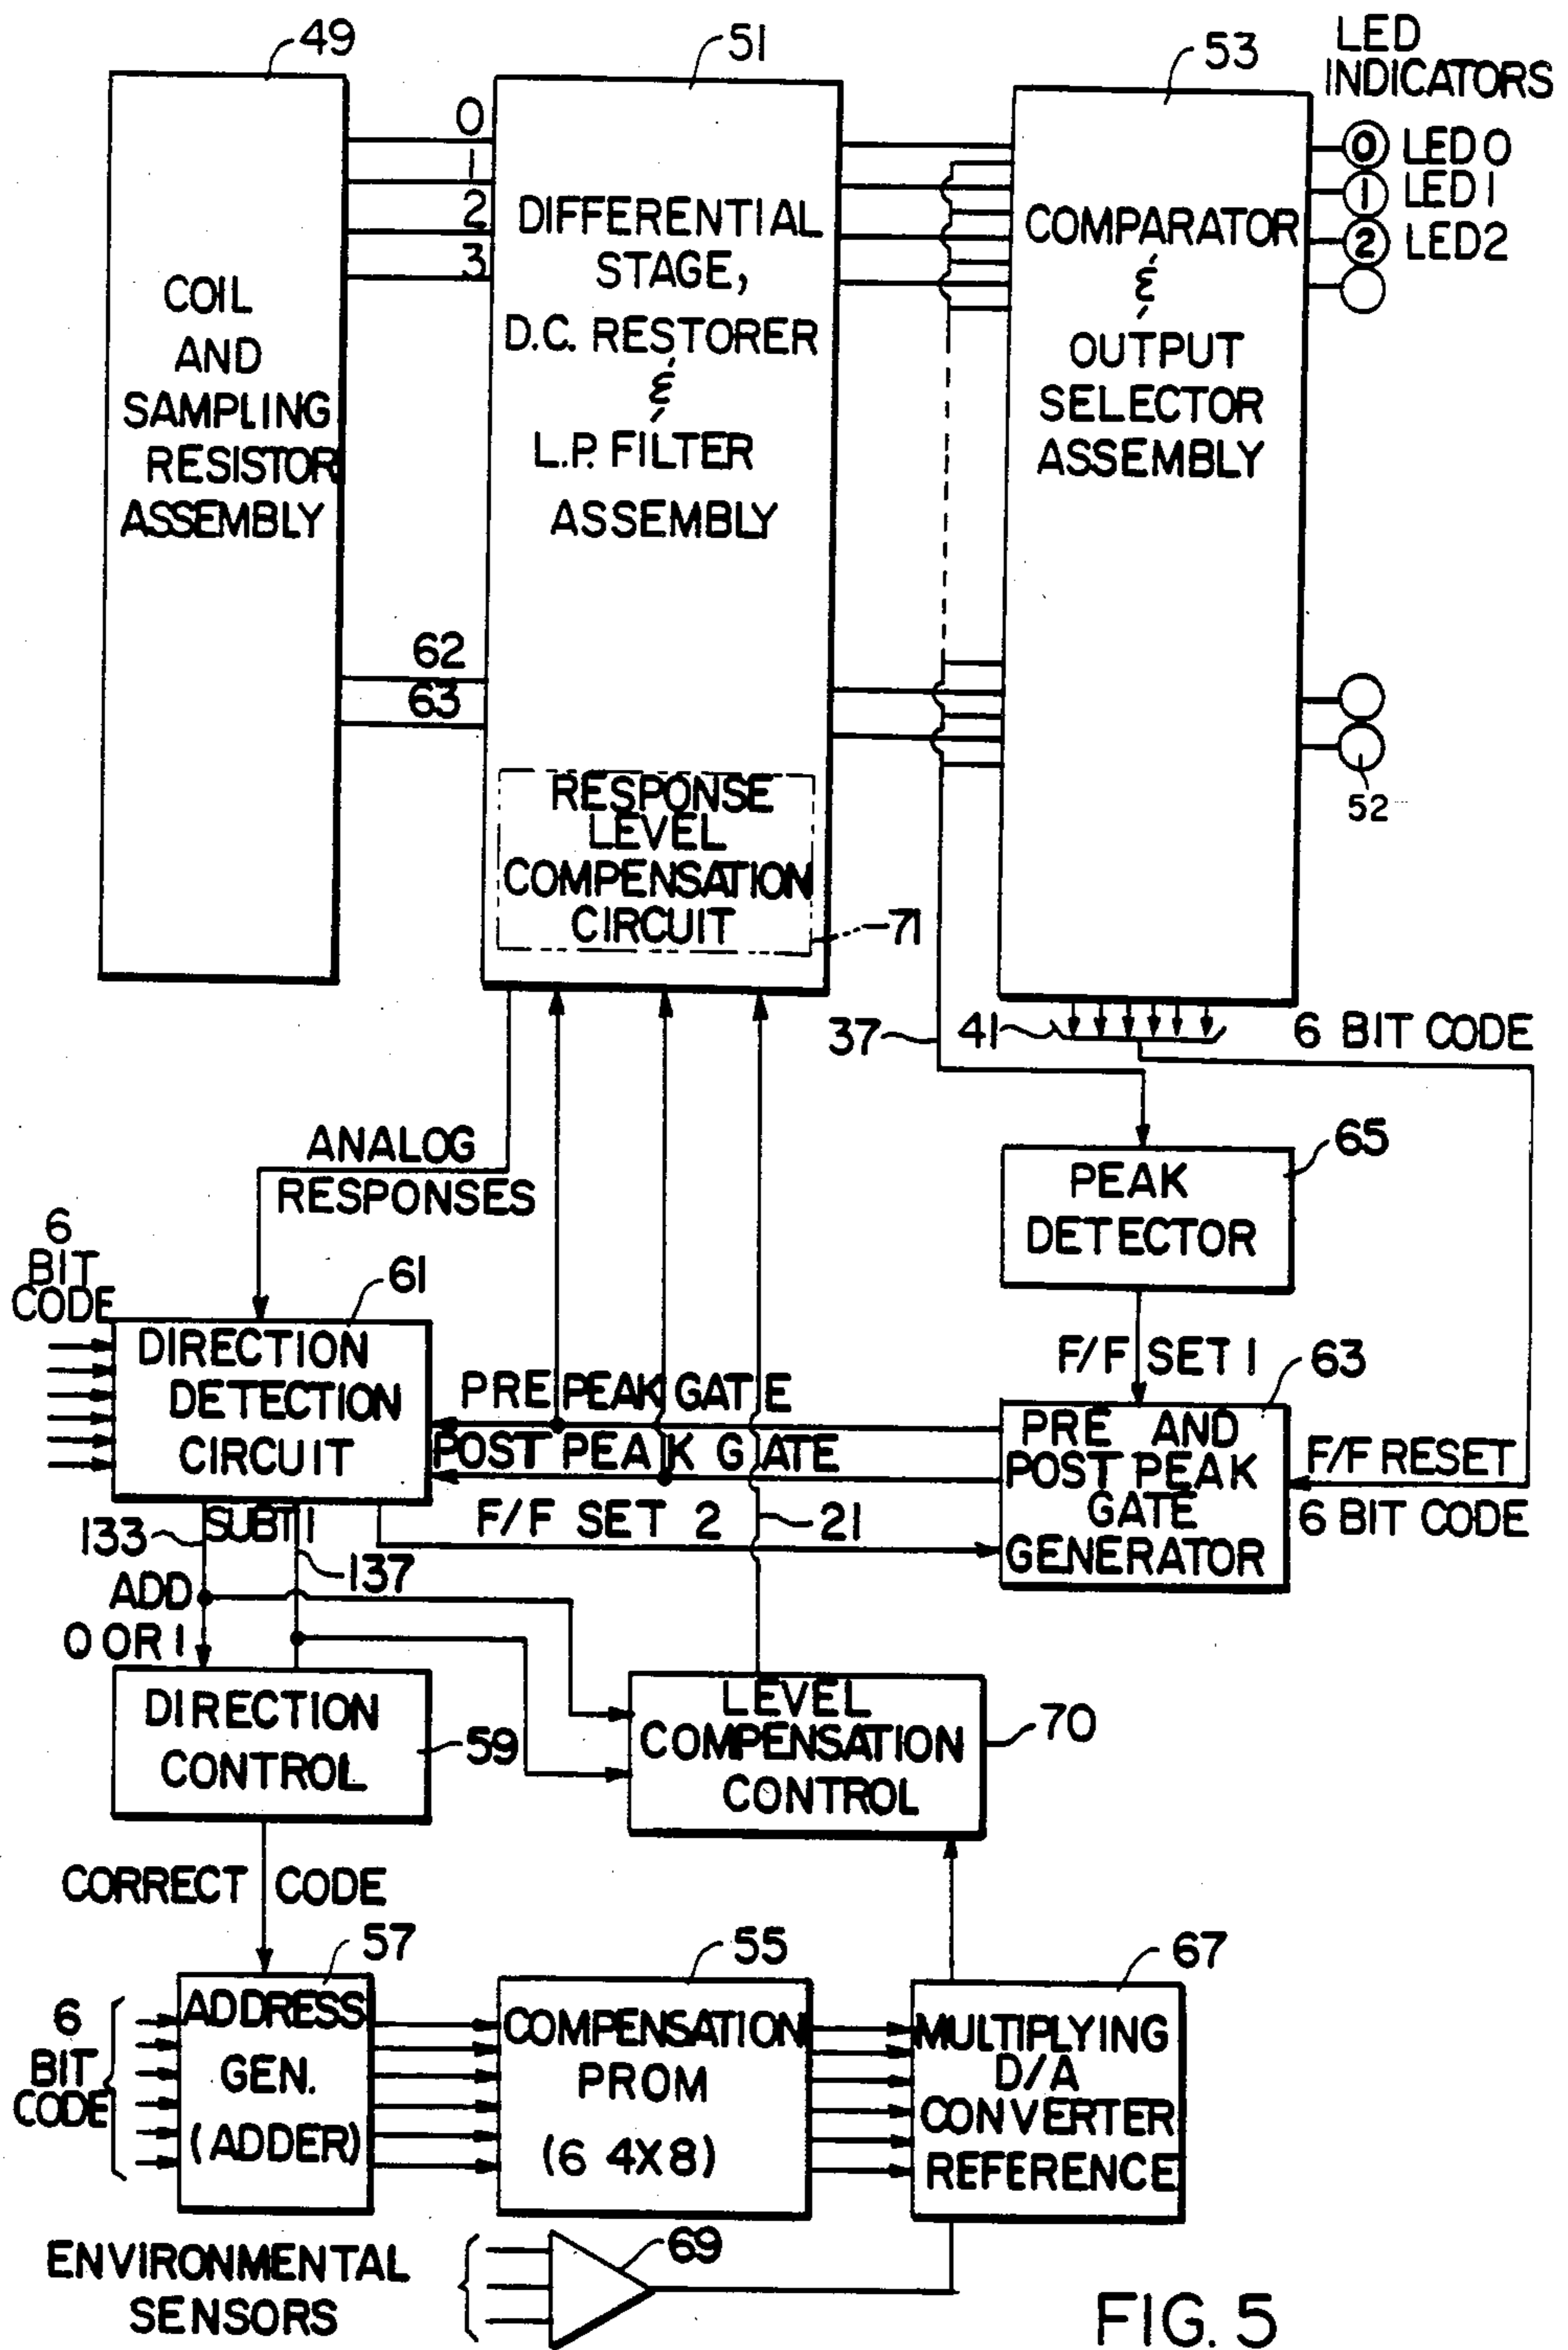 49
51
53
LED
INDICATORS
0
1
2
3
0 LED 0
1 LED 1
2 LED 2
COIL
AND
SAMPLING
RESISTOR
ASSEMBLY
DIFFERENTIAL
STAGE,
D.C. RESTORER
&
L.P. FILTER
ASSEMBLY
COMPARATOR
&
OUTPUT
SELECTOR
ASSEMBLY
62
63
52
RESPONSE
LEVEL
COMPENSATION
CIRCUIT
71
37
41
6 BIT CODE
ANALOG
RESPONSES
65
PEAK
DETECTOR
6
BIT
CODE
61
DIRECTION
DETECTION
CIRCUIT
PRE PEAK GATE
POST PEAK GATE
F/F SET 1
63
PRE AND
POST PEAK
GATE
GENERATOR
F/F RESET
6 BIT CODE
133
SUBT 1
137
F/F SET 2
21
ADD
0 OR 1
DIRECTION
CONTROL
59
LEVEL
COMPENSATION
CONTROL
70
CORRECT CODE
57
55
67
6
BIT
CODE
ADDRESS
GEN.
(ADDER)
COMPENSATION
PROM
(6 4X8)
MULTIPLYING
D/A
CONVERTER
REFERENCE
ENVIRONMENTAL
SENSORS
69
FIG. 5